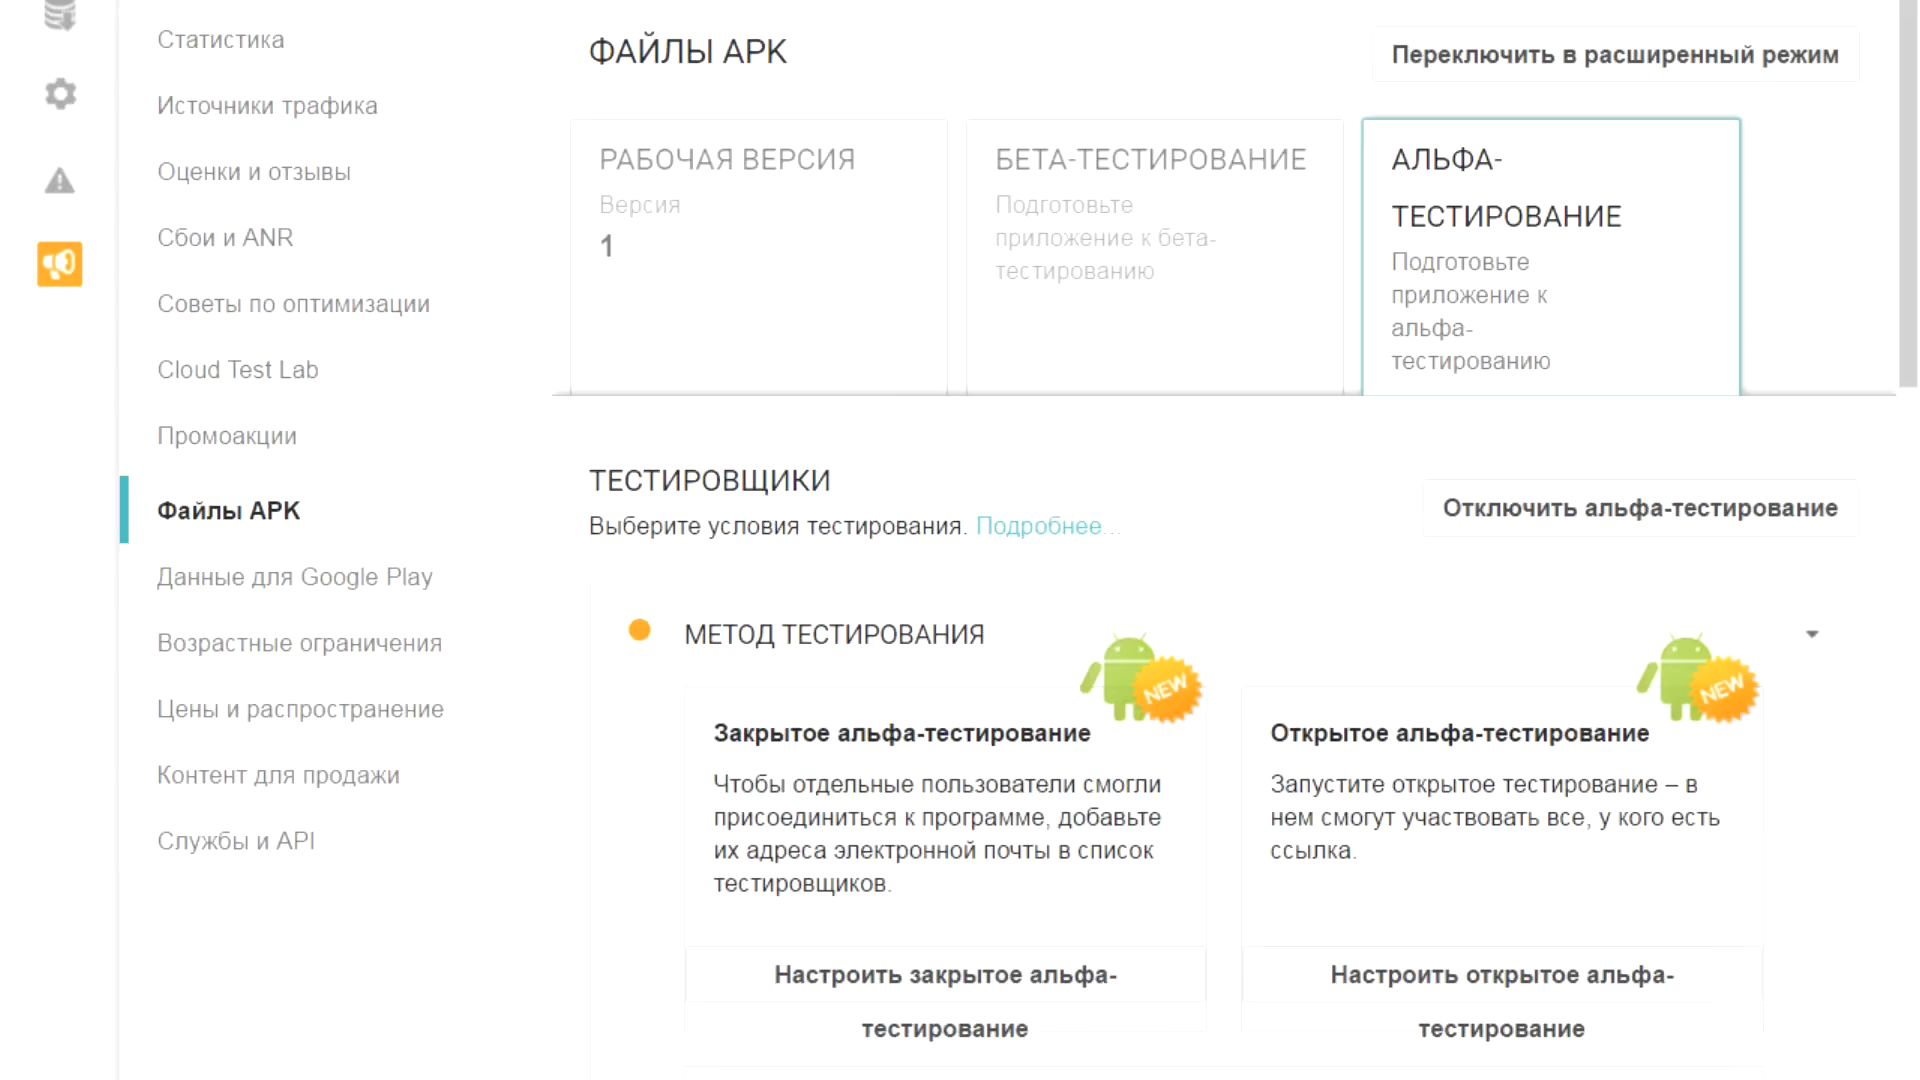 Статистика
Источники трафика
Оценки и отзывы
Сбои и ANR
Советы по оптимизации
Cloud Test Lab
Промоакции
Файлы APK
Данные для Google Play
Возрастные ограничения
Цены и распространение
Контент для продажи
Службы и API
ФАЙЛЫ APK
Переключить в расширенный режим
РАБОЧАЯ ВЕРСИЯ
Версия
1
БЕТА-ТЕСТИРОВАНИЕ
Подготовьте
приложение к бета-
тестированию
АЛЬФА-
ТЕСТИРОВАНИЕ
Подготовьте
приложение к
альфа-
тестированию
ТЕСТИРОВЩИКИ
Выберите условия тестирования. Подробнее...
Отключить альфа-тестирование
МЕТОД ТЕСТИРОВАНИЯ
NEW
Закрытое альфа-тестирование
Чтобы отдельные пользователи смогли
присоединиться к программе, добавьте
их адреса электронной почты в список
тестировщиков.
Настроить закрытое альфа-
тестирование
NEW
Открытое альфа-тестирование
Запустите открытое тестирование – в
нем смогут участвовать все, у кого есть
ссылка.
Настроить открытое альфа-
тестирование